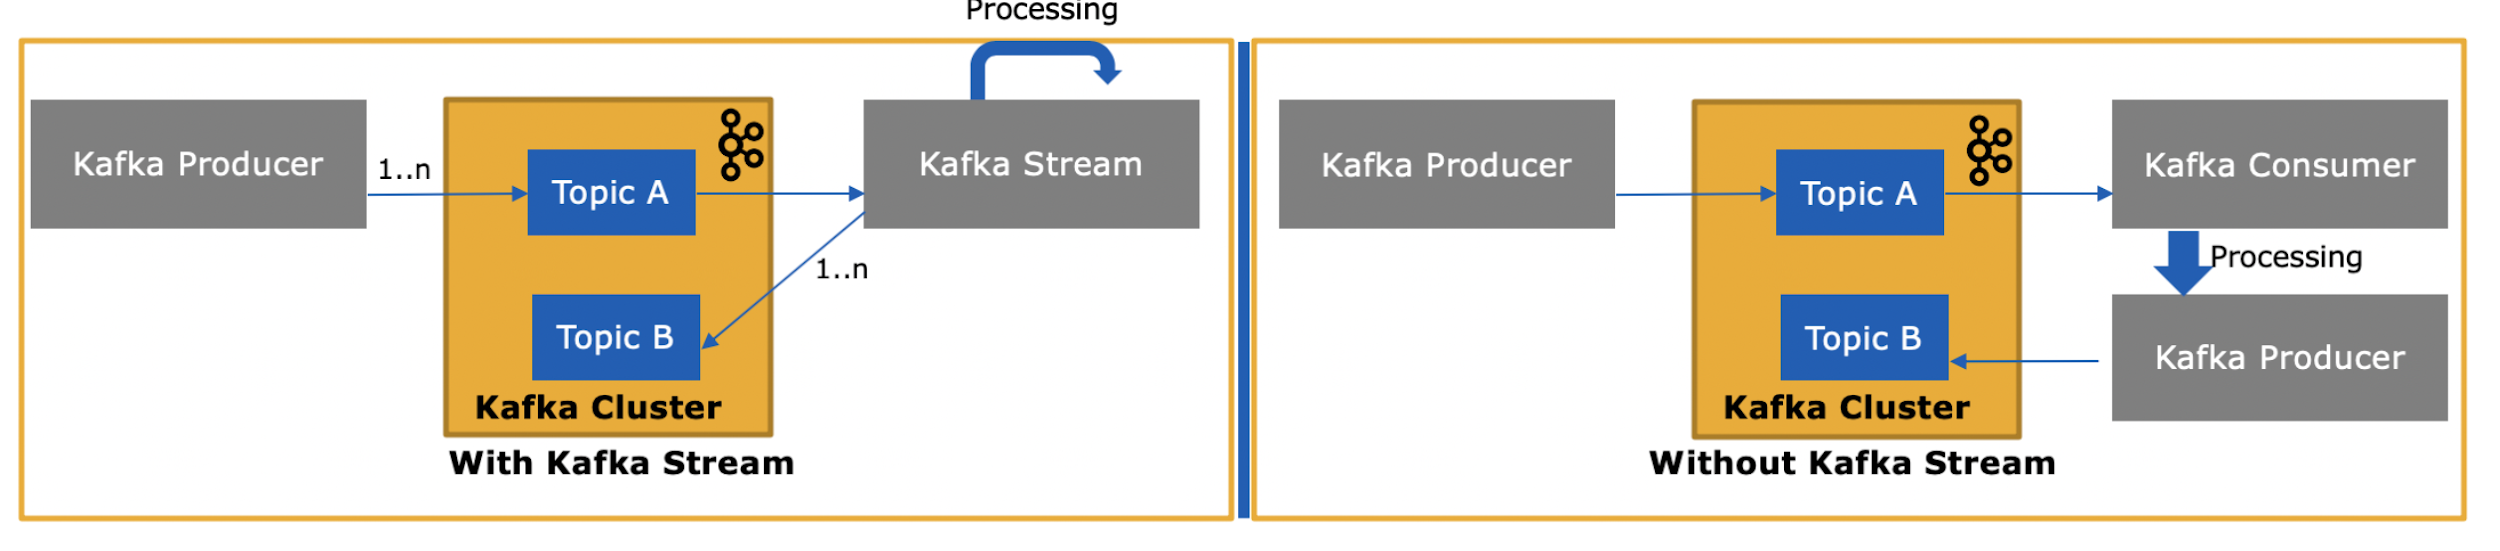 Processing
Kafka Producer
1..n
Topic A
Kafka Stream
1..n
Topic B
Kafka Cluster
With Kafka Stream
Kafka Producer
Topic A
Kafka Consumer
Processing
Topic B
Kafka Producer
Kafka Cluster
Without Kafka Stream